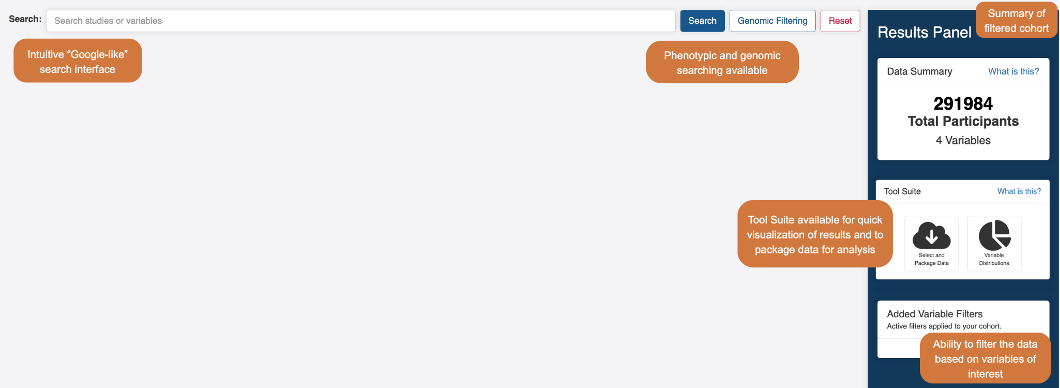 Search:
Search studies or variables
Search
Genomic Filtering
Reset
Intuitive “Google-like”
search interface
Phenotypic and genomic
searching available
Summary of
filtered cohort
Results Panel
Data Summary
What is this?
291984
Total Participants
4 Variables
Tool Suite
What is this?
Tool Suite available for quick
visualization of results and to
package data for analysis
Select and
Package Data
Variable
Distributions
Added Variable Filters
Active filters applied to your cohort.
Ability to filter the data
based on variables of
interest